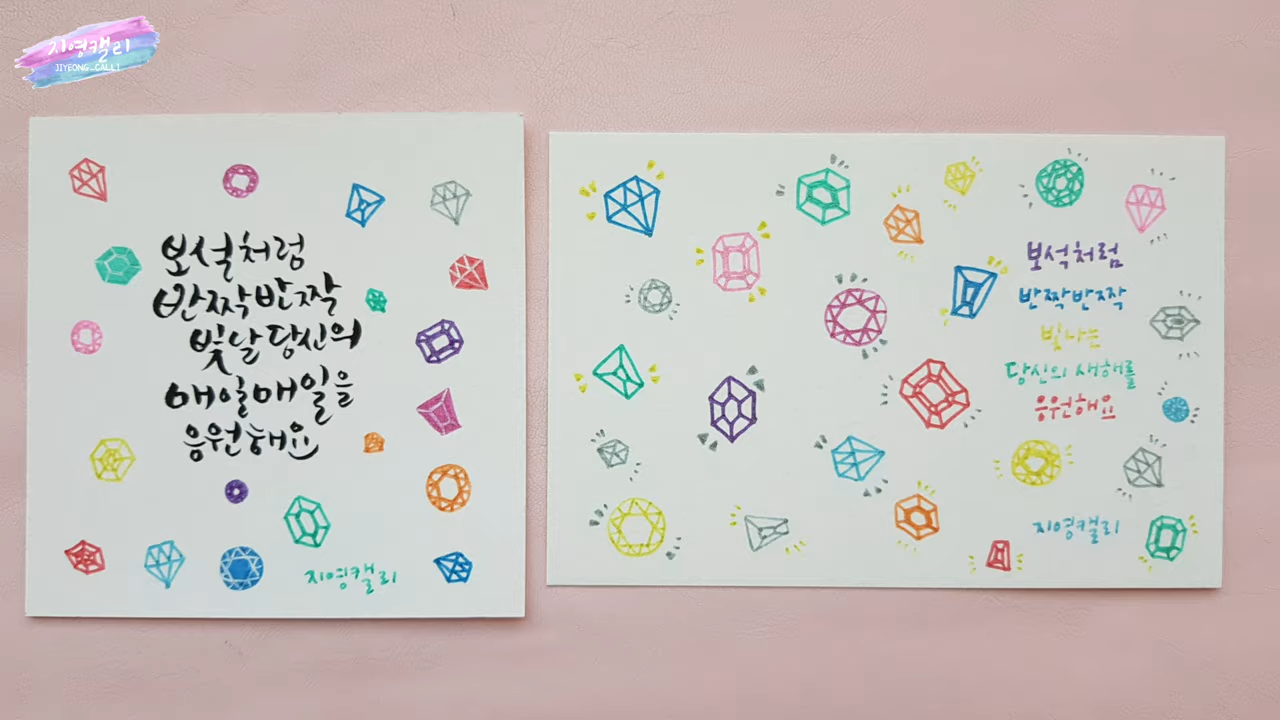 지영캘리
JIYEONG_CALLI
보석처럼
반짝반짝
빛날 당신의
매일매일을
응원해요
지영캘리
보석처럼
반짝반짝
빛나는
당신의 새해를
응원해요
지영캘리